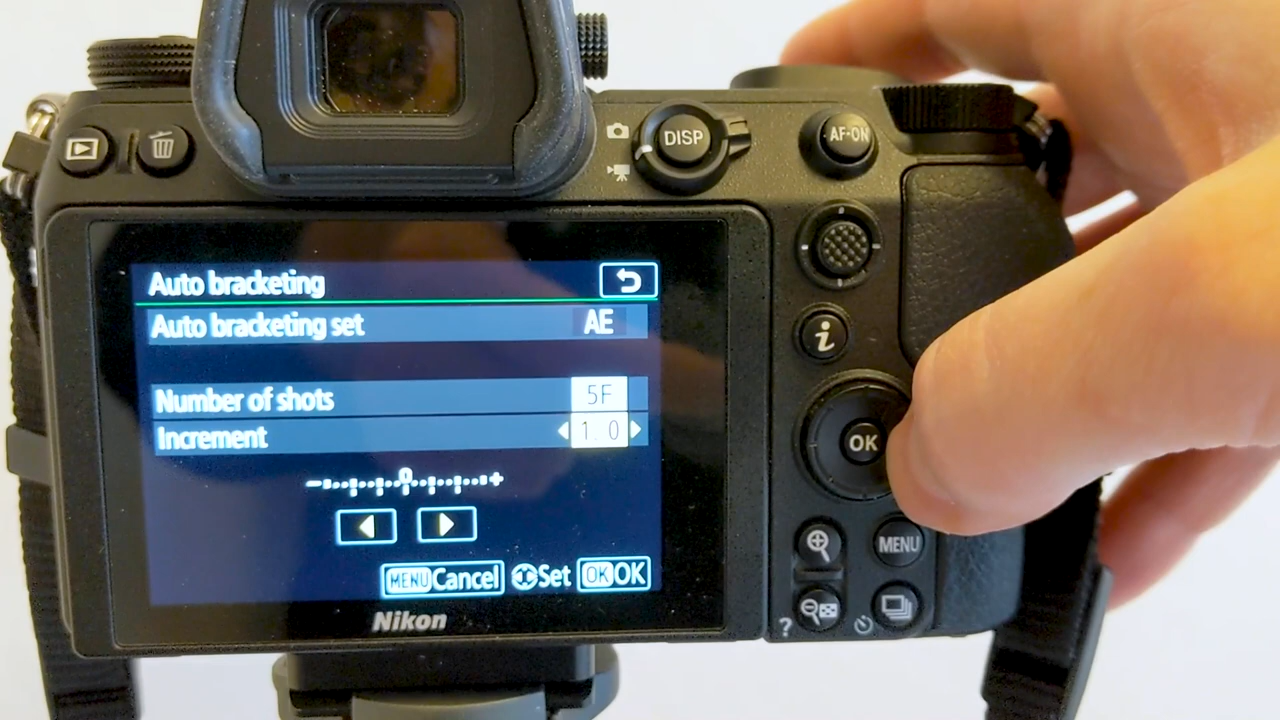 DISP
AF-ON
Auto bracketing
Auto bracketing set AE
i
Number of shots 5F
Increment 1.0
OK
- 0 +
MENU
MENU Cancel Set OK OK
Nikon
?